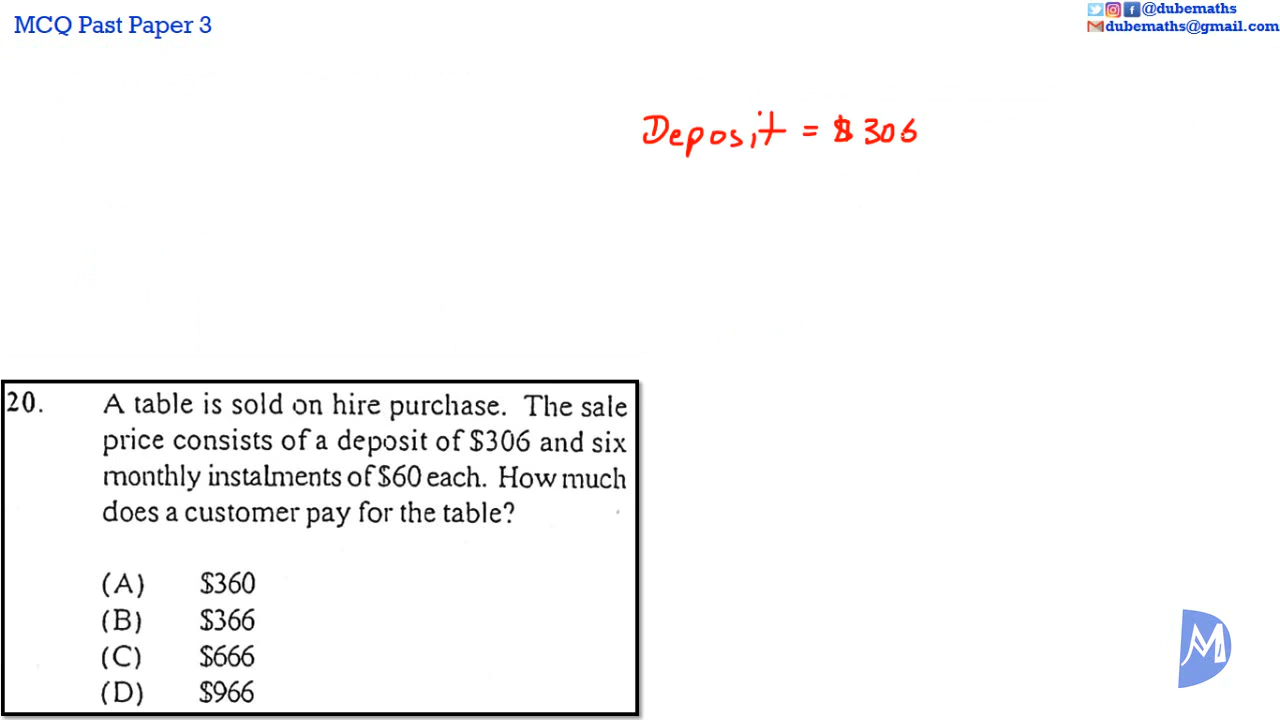 MCQ Past Paper 3
@dubemaths
dubemaths@gmail.com
Deposit = $306
20. A table is sold on hire purchase. The sale
price consists of a deposit of $306 and six
monthly instalments of $60 each. How much
does a customer pay for the table?
(A) $360
(B) $366
(C) $666
(D) $966